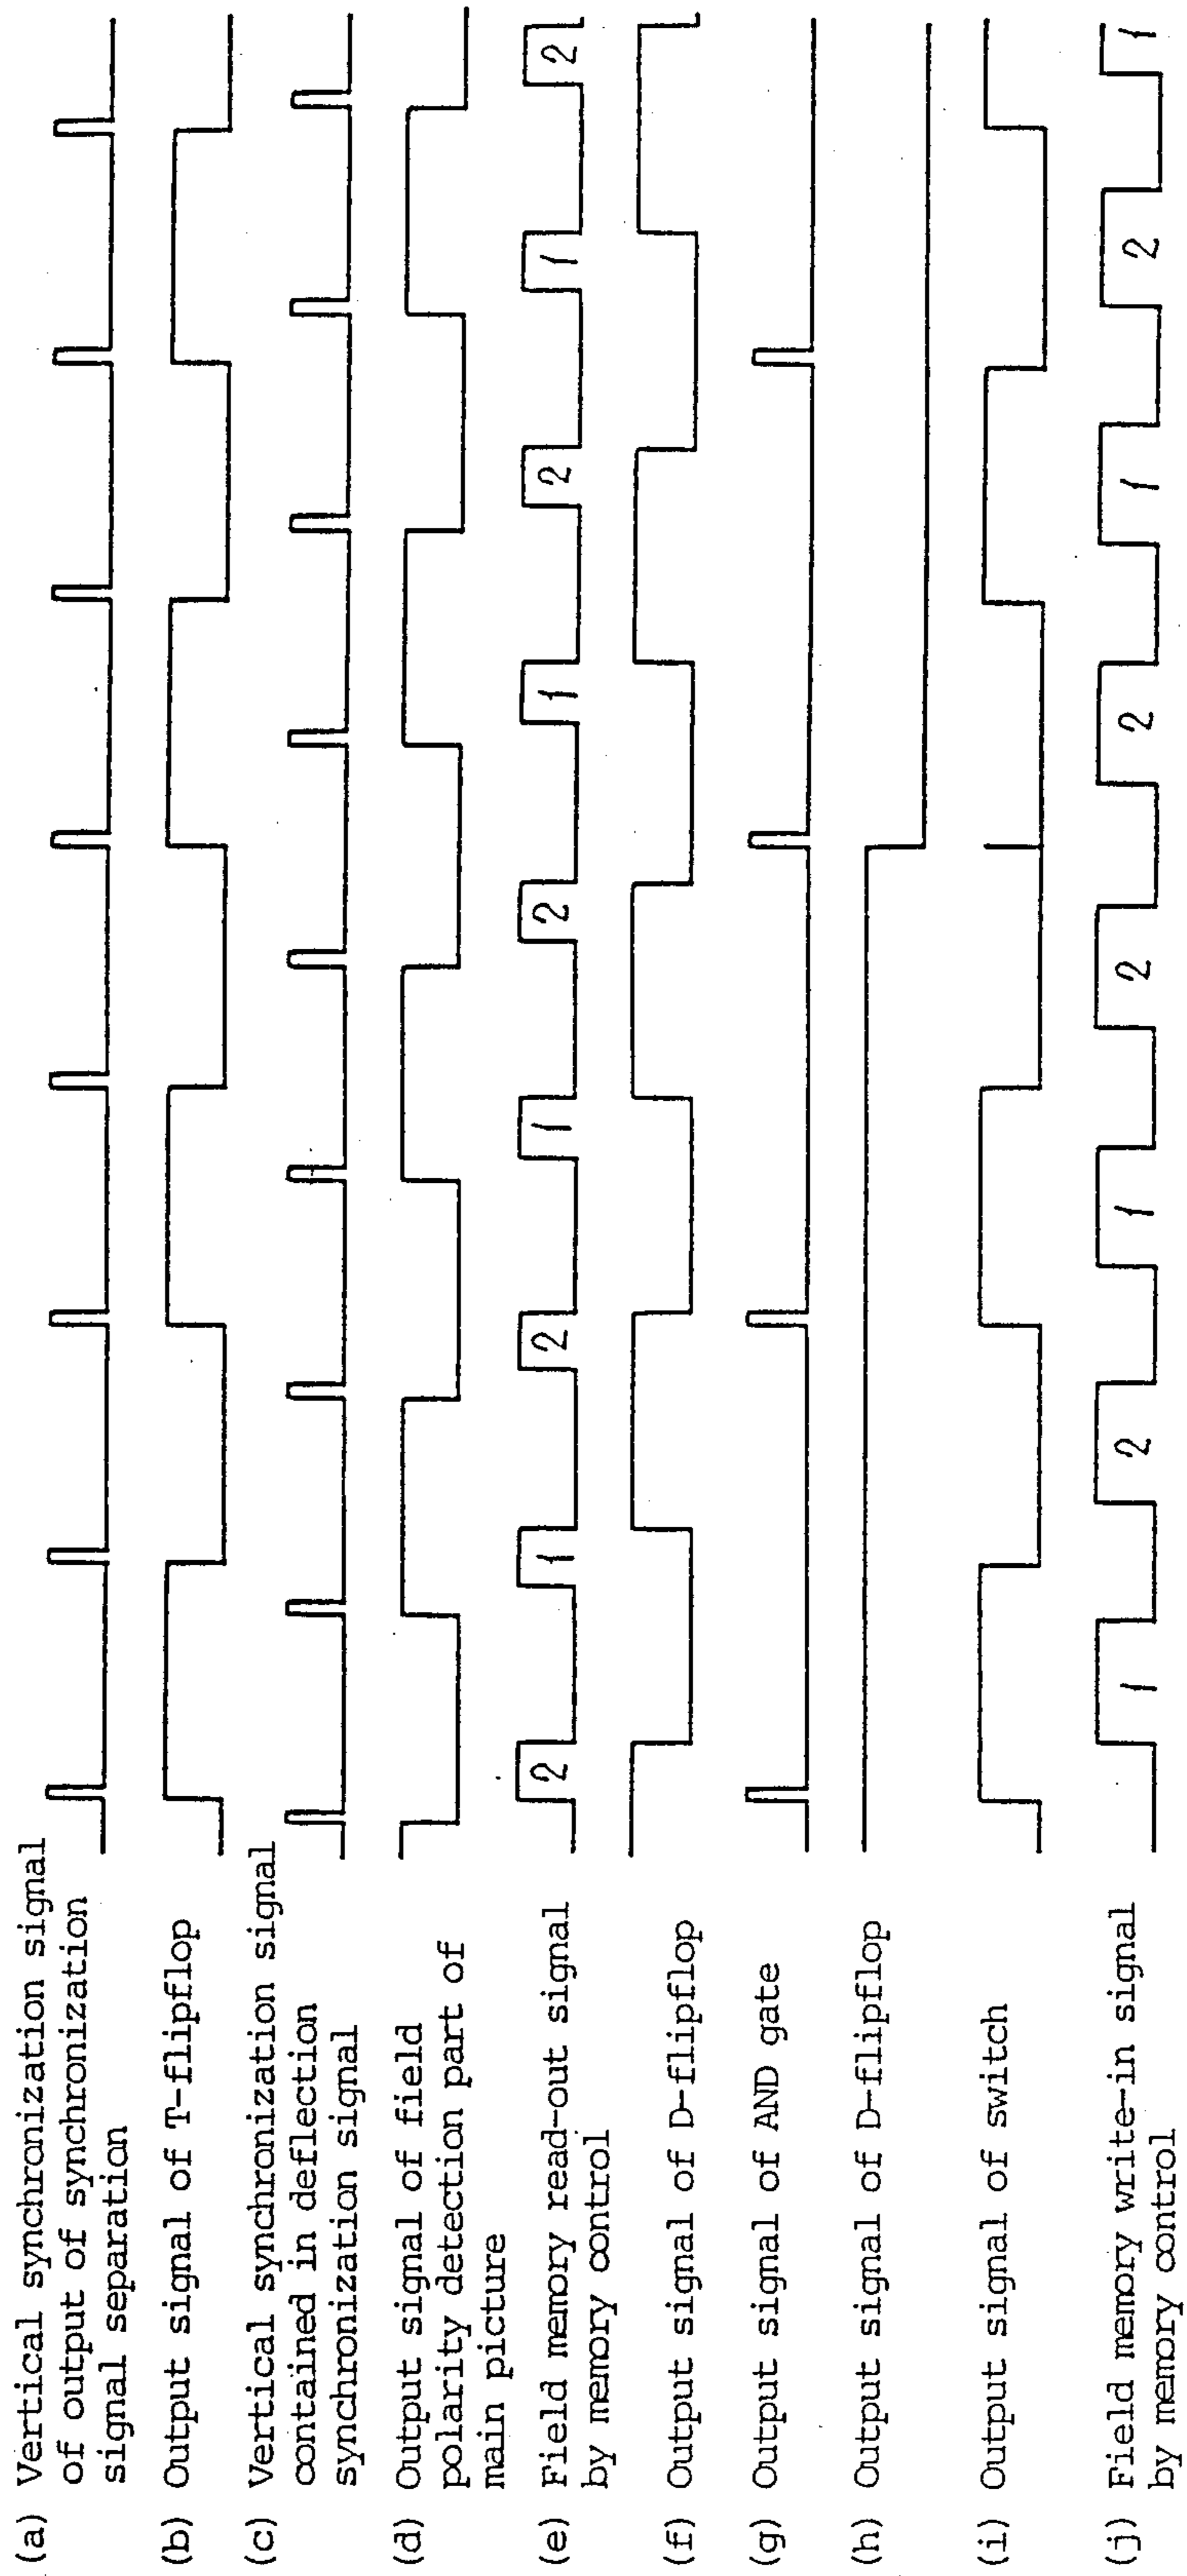 (a) Vertical synchronization signal
of output of synchronization
signal separation
(b) Output signal of T-flipflop
(c) Vertical synchronization signal
contained in deflection
synchronization signal
(d) Output signal of field
polarity detection part of
main picture
(e) Field memory read-out signal
by memory control
2 1 2 1 2 1 2 1 2
(f) Output signal of D-flipflop
(g) Output signal of AND gate
(h) Output signal of D-flipflop
(i) Output signal of switch
(j) Field memory write-in signal
by memory control
1 2 1 2 2 1 2 1